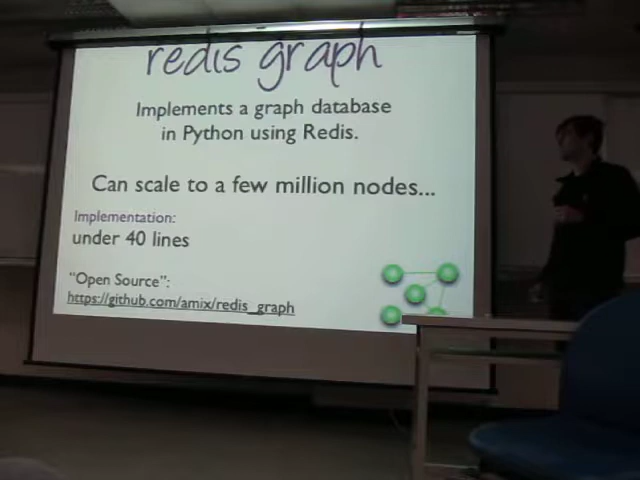 redis graph
Implements a graph database
in Python using Redis.
Can scale to a few million nodes...
Implementation:
under 40 lines
"Open Source":
https://github.com/amix/redis_graph